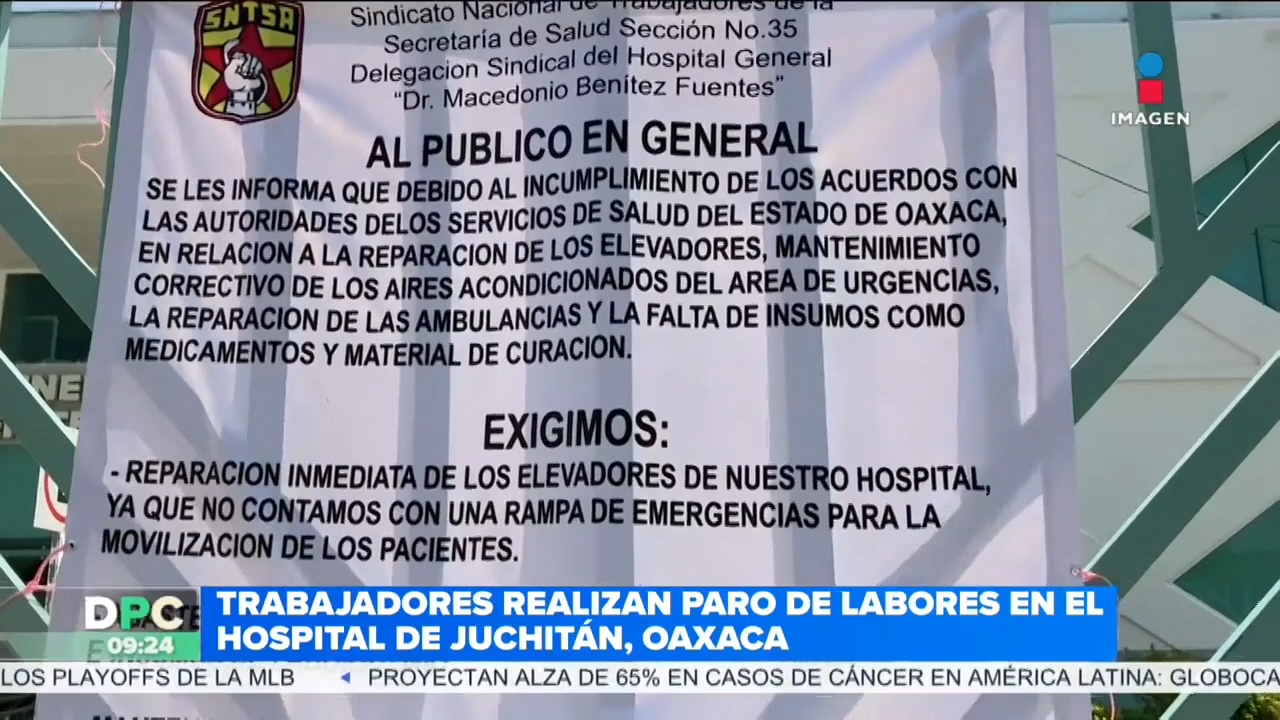 SNTSA
Sindicato Nacional de Trabajadores de la
Secretaría de Salud Sección No.35
Delegacion Sindical del Hospital General
“Dr. Macedonio Benítez Fuentes”
IMAGEN
AL PUBLICO EN GENERAL
SE LES INFORMA QUE DEBIDO AL INCUMPLIMIENTO DE LOS ACUERDOS CON
LAS AUTORIDADES DELOS SERVICIOS DE SALUD DEL ESTADO DE OAXACA,
EN RELACION A LA REPARACION DE LOS ELEVADORES, MANTENIMIENTO
CORRECTIVO DE LOS AIRES ACONDICIONADOS DEL AREA DE URGENCIAS,
LA REPARACION DE LAS AMBULANCIAS Y LA FALTA DE INSUMOS COMO
MEDICAMENTOS Y MATERIAL DE CURACION.
EXIGIMOS:
- REPARACION INMEDIATA DE LOS ELEVADORES DE NUESTRO HOSPITAL,
YA QUE NO CONTAMOS CON UNA RAMPA DE EMERGENCIAS PARA LA
MOVILIZACION DE LOS PACIENTES.
DPC
09:24
TRABAJADORES REALIZAN PARO DE LABORES EN EL
HOSPITAL DE JUCHITÁN, OAXACA
LOS PLAYOFFS DE LA MLB ◄ PROYECTAN ALZA DE 65% EN CASOS DE CÁNCER EN AMÉRICA LATINA: GLOBOCA